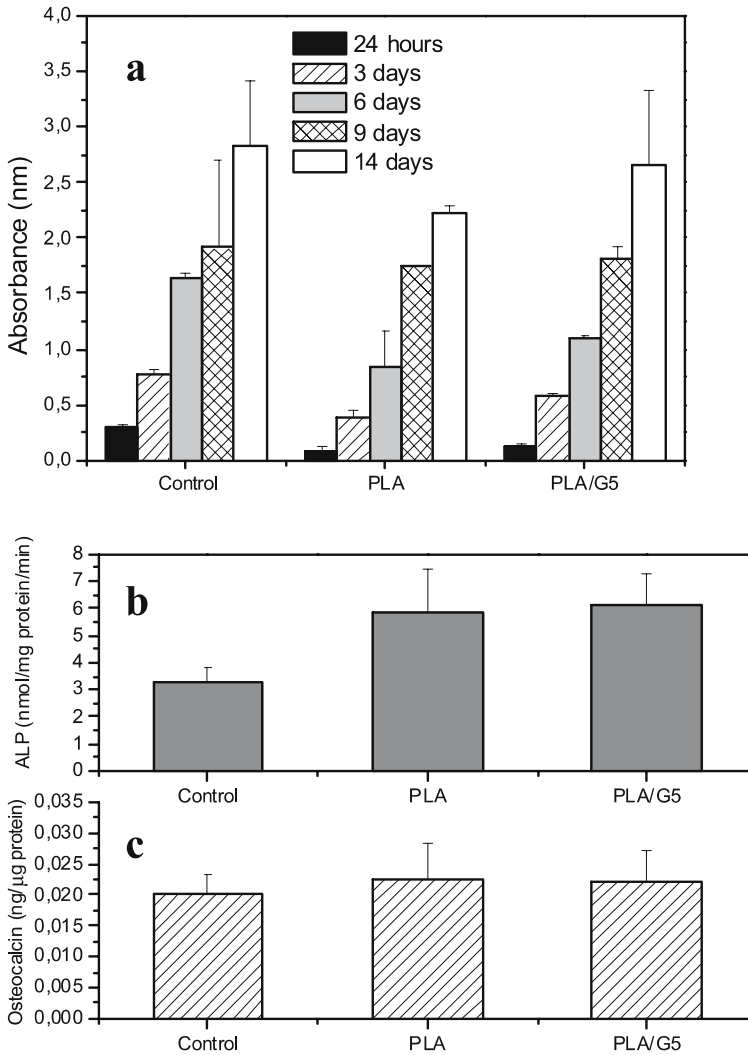 4,0
3,5
3,0
2,5
2,0
1,5
1,0
0,5
0,0
Absorbance (nm)
a
24 hours
3 days
6 days
9 days
14 days
Control
PLA
PLA/G5
8
7
6
5
4
3
2
1
0
ALP (nmol/mg protein/min)
b
Control
PLA
PLA/G5
0,035
0,030
0,025
0,020
0,015
0,010
0,005
0,000
Osteocalcin (ng/μg protein)
c
Control
PLA
PLA/G5